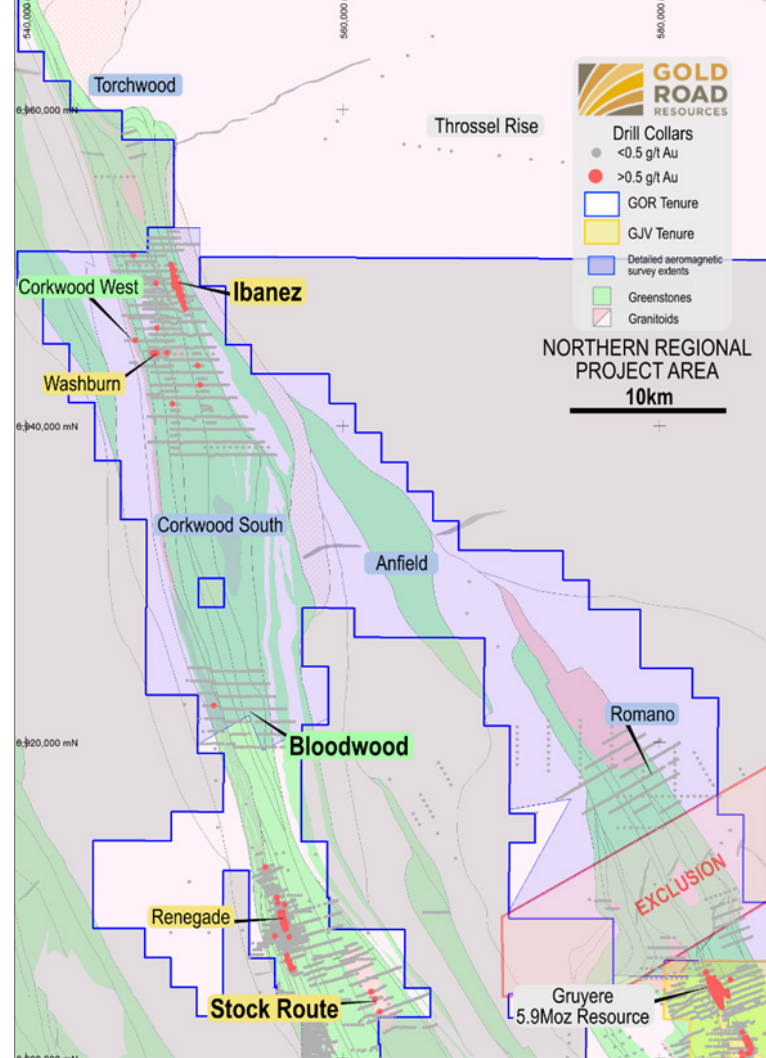 540,000
560,000
580,000
Torchwood
6,960,000 mN
Throssel Rise
GOLD
ROAD
RESOURCES
Drill Collars
<0.5 g/t Au
>0.5 g/t Au
GOR Tenure
GJV Tenure
Detailed aeromagnetic
survey extents
Greenstones
Granitoids
NORTHERN REGIONAL
PROJECT AREA
10km
Corkwood West
Ibanez
Washburn
6,940,000 mN
Corkwood South
Anfield
Romano
6,920,000 mN
Bloodwood
EXCLUSION
Renegade
Stock Route
Gruyere
5.9Moz Resource